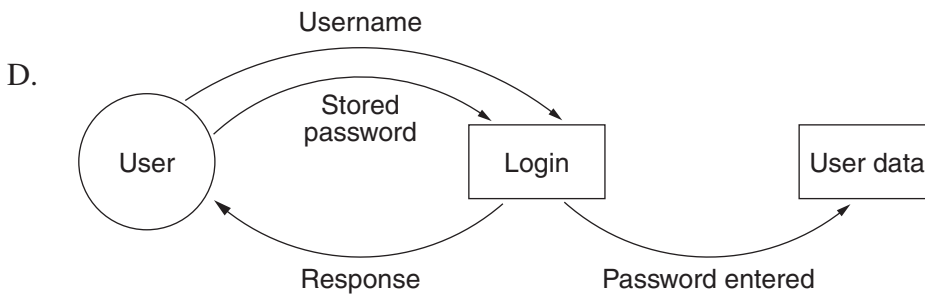 Username
D.
Stored
password
User
Login
User data
Response
Password entered